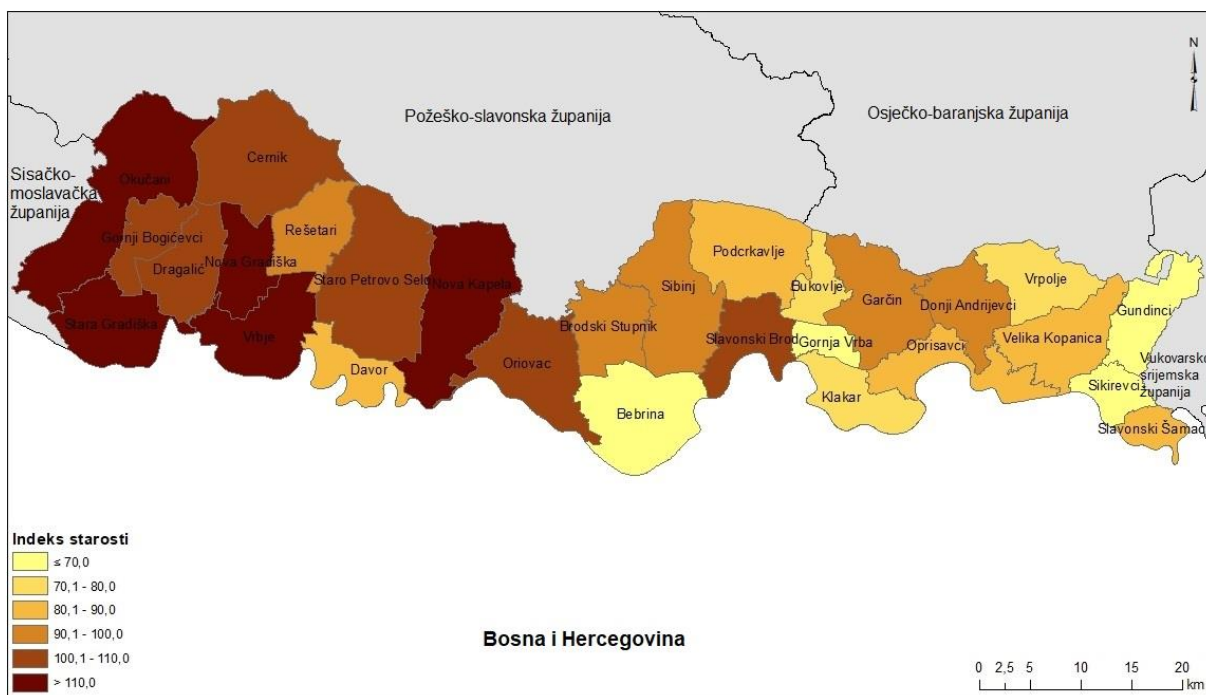 N
Požeško-slavonska županija
Osječko-baranjska županija
Sisačko-
moslavačka
županija
Okučani
Cernik
Gornji Bogićevci
Rešetari
Dragalić
Nova Gradiška
Staro Petrovo Selo
Nova Kapela
Stara Gradiška
Vrbje
Davor
Oriovac
Brodski Stupnik
Sibinj
Podcrkavlje
Bukovlje
Garčin
Donji Andrijevci
Vrpolje
Gundinci
Slavonski Brod
Gornja Vrba
Oprisavci
Velika Kopanica
Vukovarsko-
srijemska
županija
Klakar
Sikirevci
Bebrina
Slavonski Šamac
Indeks starosti
≤ 70,0
70,1 - 80,0
80,1 - 90,0
90,1 - 100,0
100,1 - 110,0
> 110,0
Bosna i Hercegovina
0 2,5 5 10 15 20
km